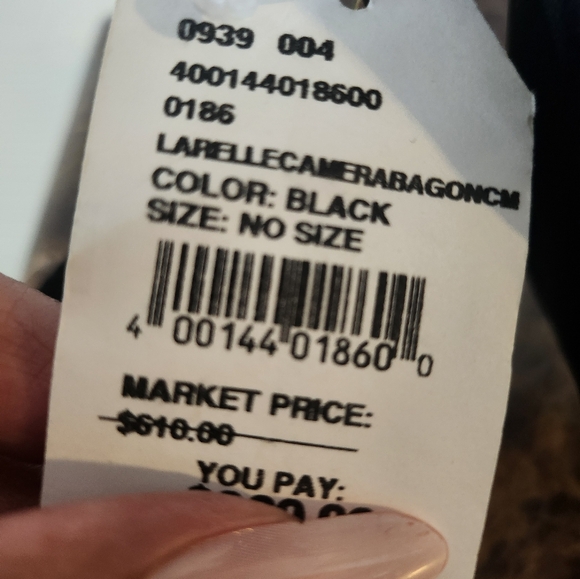 0939 004
400144018600
0186
LARELLECAMERABAGONCM
COLOR: BLACK
SIZE: NO SIZE
4 00144 01860 0
MARKET PRICE:
$610.00
YOU PAY: